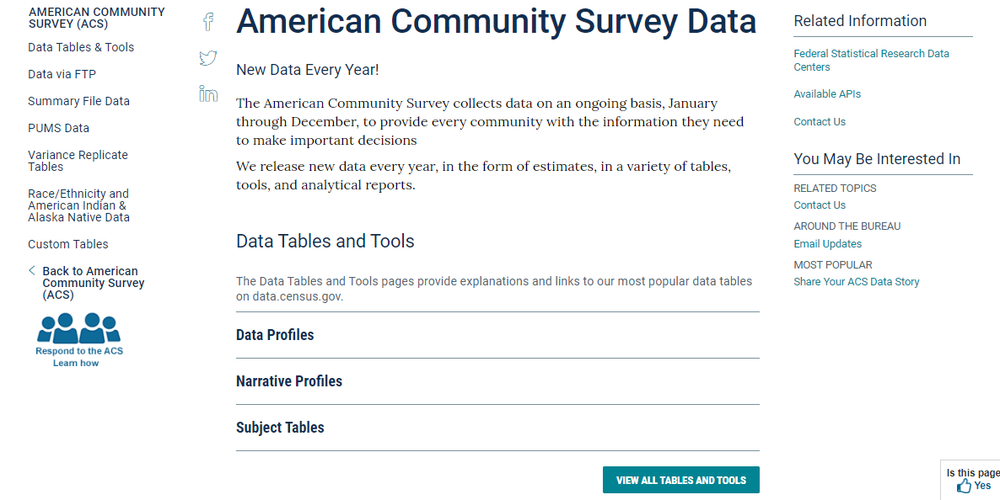 AMERICAN COMMUNITY
SURVEY (ACS)
Data Tables & Tools
Data via FTP
Summary File Data
PUMS Data
Variance Replicate
Tables
Race/Ethnicity and
American Indian &
Alaska Native Data
Custom Tables
Back to American
Community Survey
(ACS)
Respond to the ACS
Learn how
American Community Survey Data
New Data Every Year!
The American Community Survey collects data on an ongoing basis, January
through December, to provide every community with the information they need
to make important decisions
We release new data every year, in the form of estimates, in a variety of tables,
tools, and analytical reports.
Data Tables and Tools
The Data Tables and Tools pages provide explanations and links to our most popular data tables
on data.census.gov.
Data Profiles
Narrative Profiles
Subject Tables
VIEW ALL TABLES AND TOOLS
Related Information
Federal Statistical Research Data
Centers
Available APIs
Contact Us
You May Be Interested In
RELATED TOPICS
Contact Us
AROUND THE BUREAU
Email Updates
MOST POPULAR
Share Your ACS Data Story
Is this page
Yes